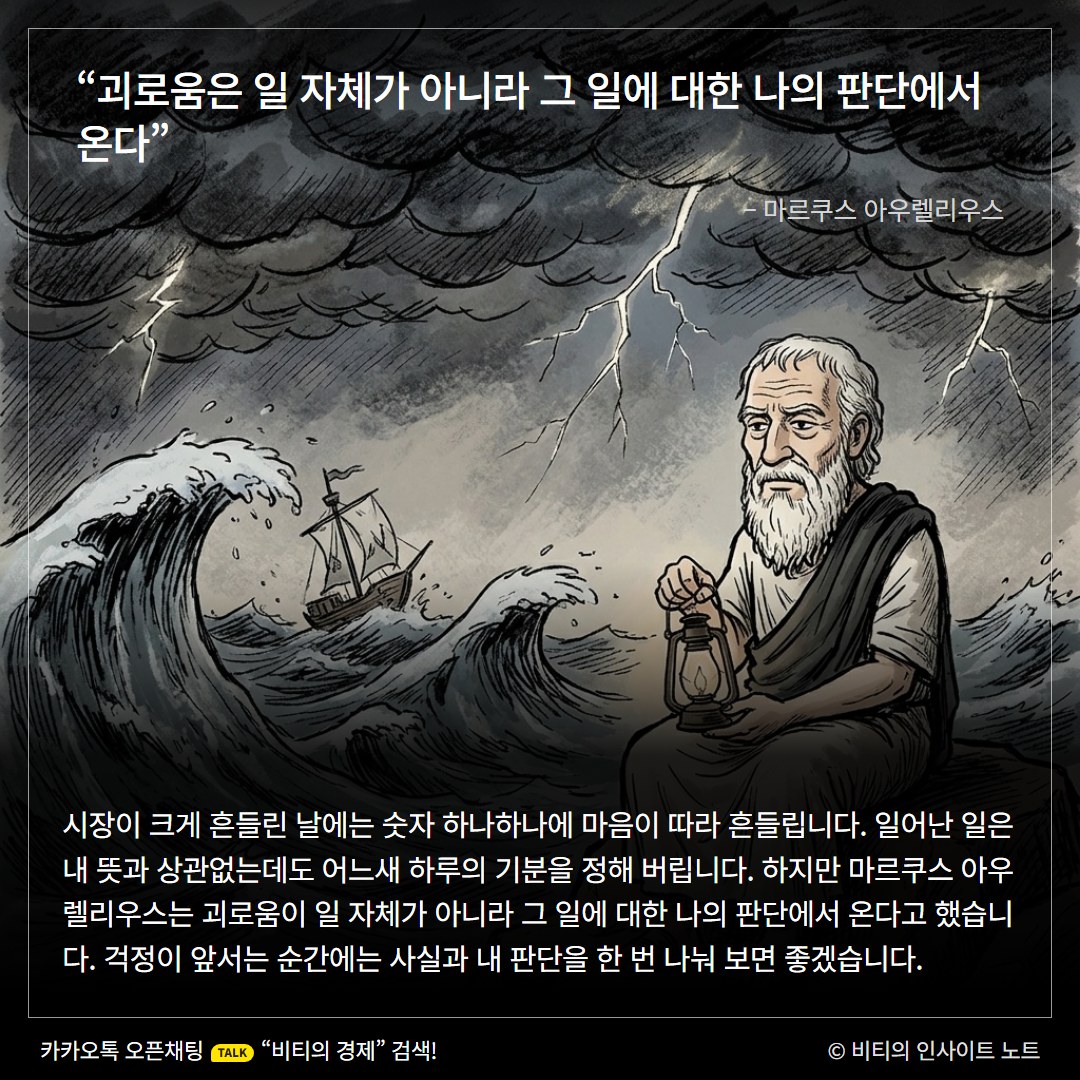 “괴로움은 일 자체가 아니라 그 일에 대한 나의 판단에서
온다”
– 마르쿠스 아우렐리우스
시장이 크게 흔들린 날에는 숫자 하나하나에 마음이 따라 흔들립니다. 일어난 일은
내 뜻과 상관없는데도 어느새 하루의 기분을 정해 버립니다. 하지만 마르쿠스 아우
렐리우스는 괴로움이 일 자체가 아니라 그 일에 대한 나의 판단에서 온다고 했습니
다. 걱정이 앞서는 순간에는 사실과 내 판단을 한 번 나눠 보면 좋겠습니다.
카카오톡 오픈채팅 TALK “비티의 경제” 검색!
© 비티의 인사이트 노트